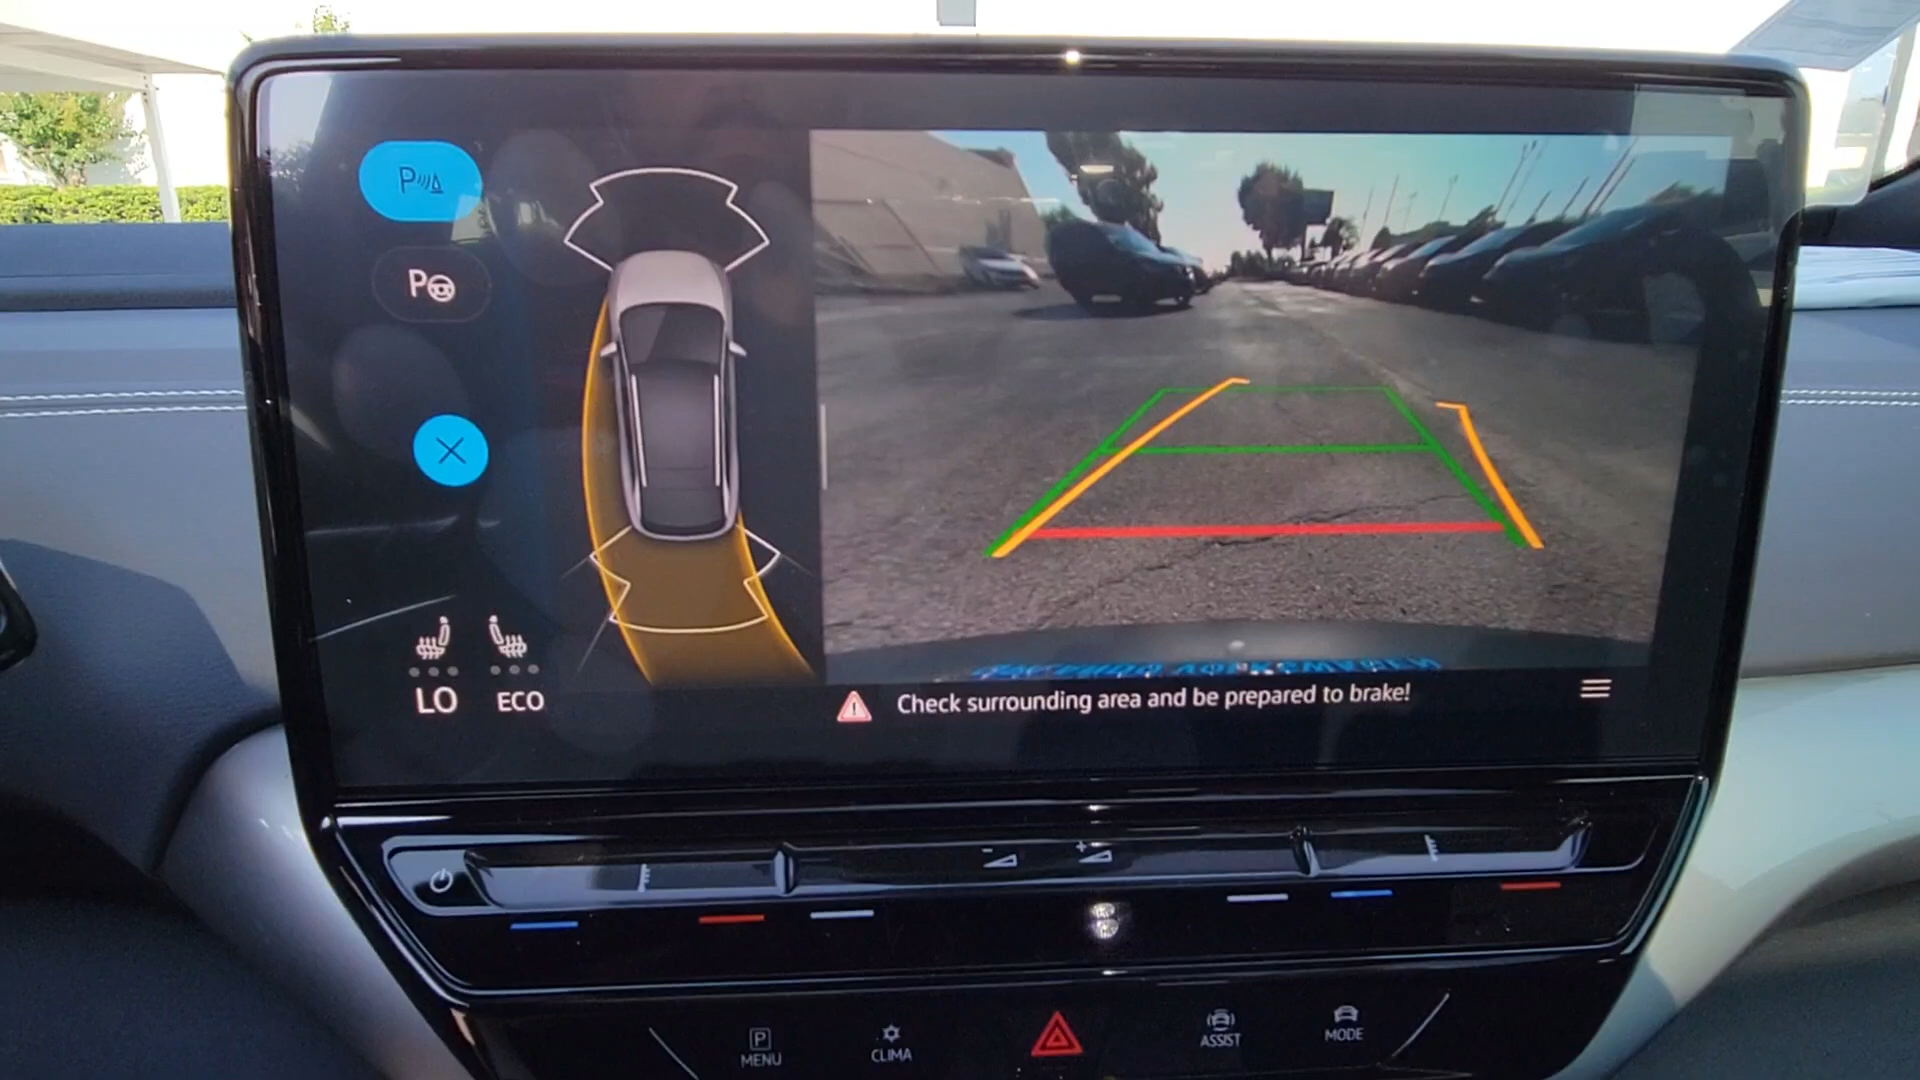 P
P
LO
ECO
Check surrounding area and be prepared to brake!
P
MENU
CLIMA
ASSIST
MODE